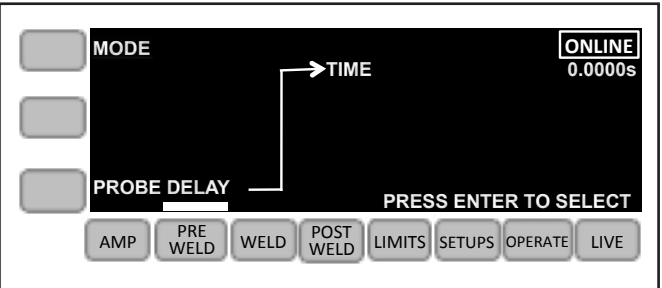 MODE
ONLINE
TIME
0.0000s
PROBE DELAY
PRESS ENTER TO SELECT
AMP
PRE WELD
WELD
POST WELD
LIMITS
SETUPS
OPERATE
LIVE